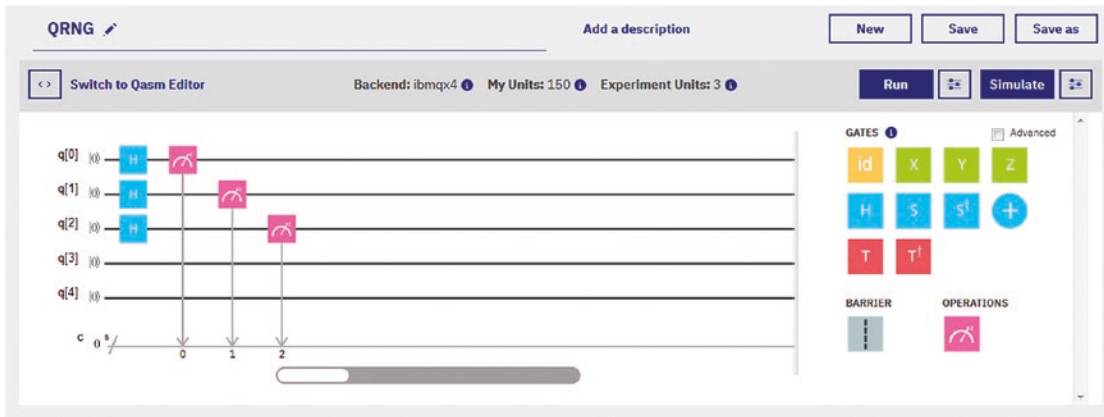 QRNG Add a description New Save Save as
Switch to Qasm Editor Backend: ibmqx4 My Units: 150 Experiment Units: 3 Run Simulate
GATES Advanced
q[0] |0⟩ H
id X Y Z
q[1] |0⟩ H
q[2] |0⟩ H
H S S† +
q[3] |0⟩
T T†
q[4] |0⟩
BARRIER OPERATIONS
c 0 5
0 1 2